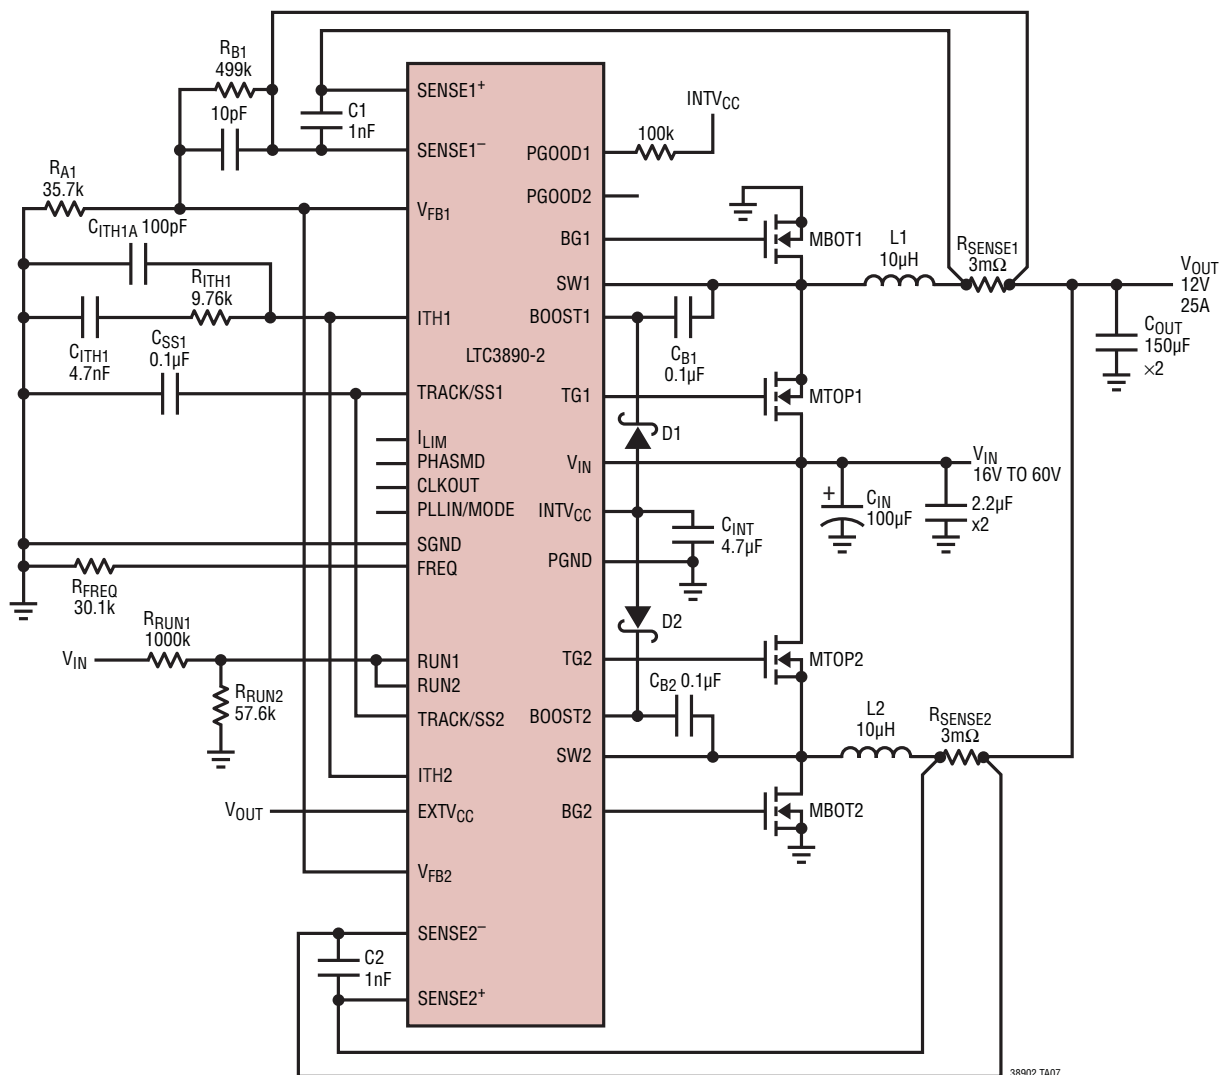 RB1
499k
10pF
C1
1nF
RA1
35.7k
CITH1A 100pF
RITH1
9.76k
CITH1
4.7nF
CSS1
0.1µF
RFREQ
30.1k
RRUN1
1000k
VIN
RRUN2
57.6k
VOUT
C2
1nF
SENSE1+
SENSE1–
VFB1
ITH1
LTC3890-2
TRACK/SS1
ILIM
PHASMD
CLKOUT
PLLIN/MODE
SGND
FREQ
RUN1
RUN2
TRACK/SS2
ITH2
EXTVCC
VFB2
SENSE2–
SENSE2+
PGOOD1
PGOOD2
BG1
SW1
BOOST1
TG1
VIN
INTVCC
PGND
TG2
BOOST2
SW2
BG2
INTVCC
100k
MBOT1
L1
10µH
RSENSE1
3mΩ
VOUT
12V
25A
COUT
150µF
×2
CB1
0.1µF
MTOP1
D1
VIN
16V TO 60V
CIN
100µF
+
2.2µF
x2
CINT
4.7µF
D2
MTOP2
CB2 0.1µF
L2
10µH
RSENSE2
3mΩ
MBOT2
38902 TA07